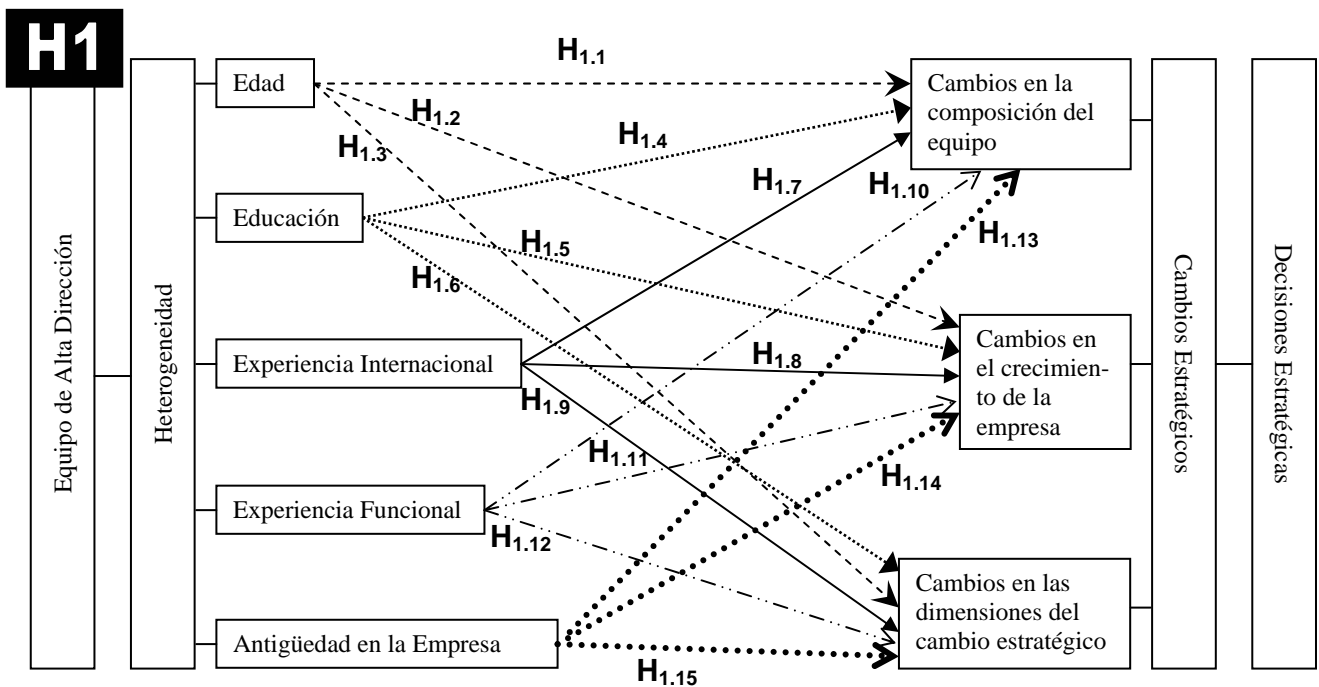 H1
Equipo de Alta Dirección
Heterogeneidad
Edad
Educación
Experiencia Internacional
Experiencia Funcional
Antigüedad en la Empresa
H1.1
H1.2
H1.3
H1.4
H1.5
H1.6
H1.7
H1.8
H1.9
H1.10
H1.11
H1.12
H1.13
H1.14
H1.15
Cambios en la
composición del
equipo
Cambios en
el crecimien-
to de la
empresa
Cambios en las
dimensiones del
cambio estratégico
Cambios Estratégicos
Decisiones Estratégicas